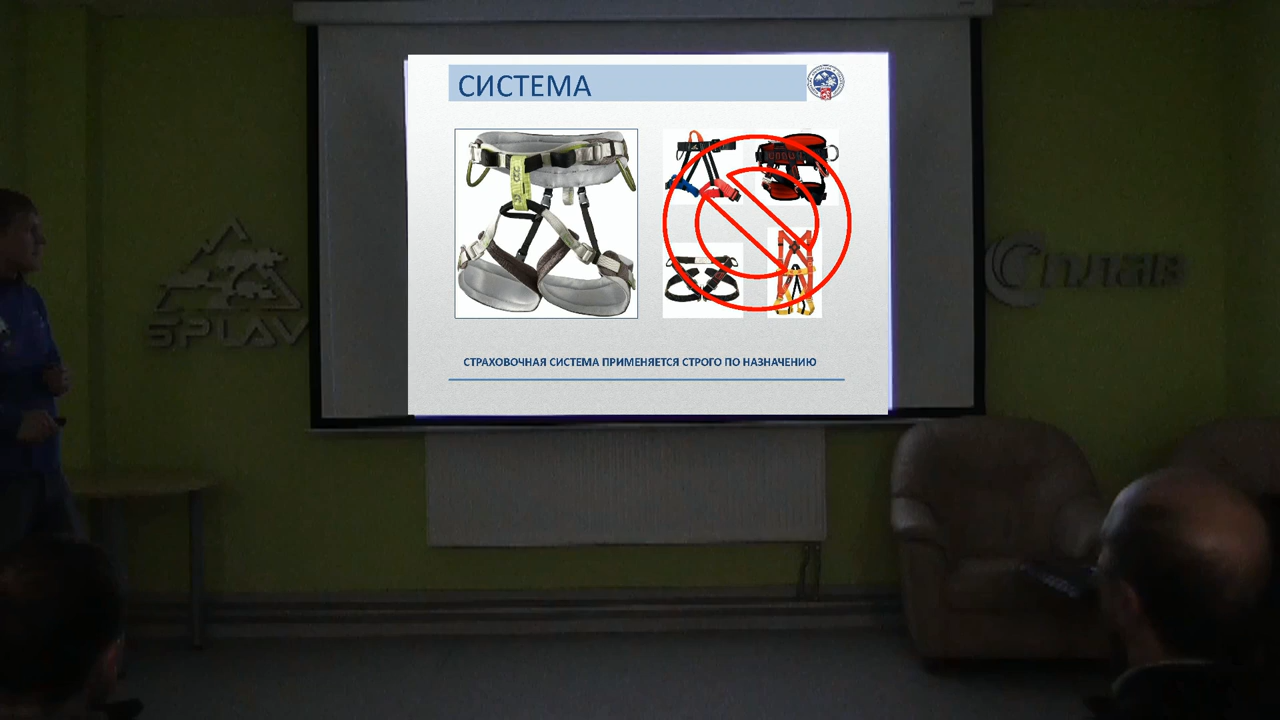 СИСТЕМА
СТРАХОВОЧНАЯ СИСТЕМА ПРИМЕНЯЕТСЯ СТРОГО ПО НАЗНАЧЕНИЮ
SPLAV
Сплав